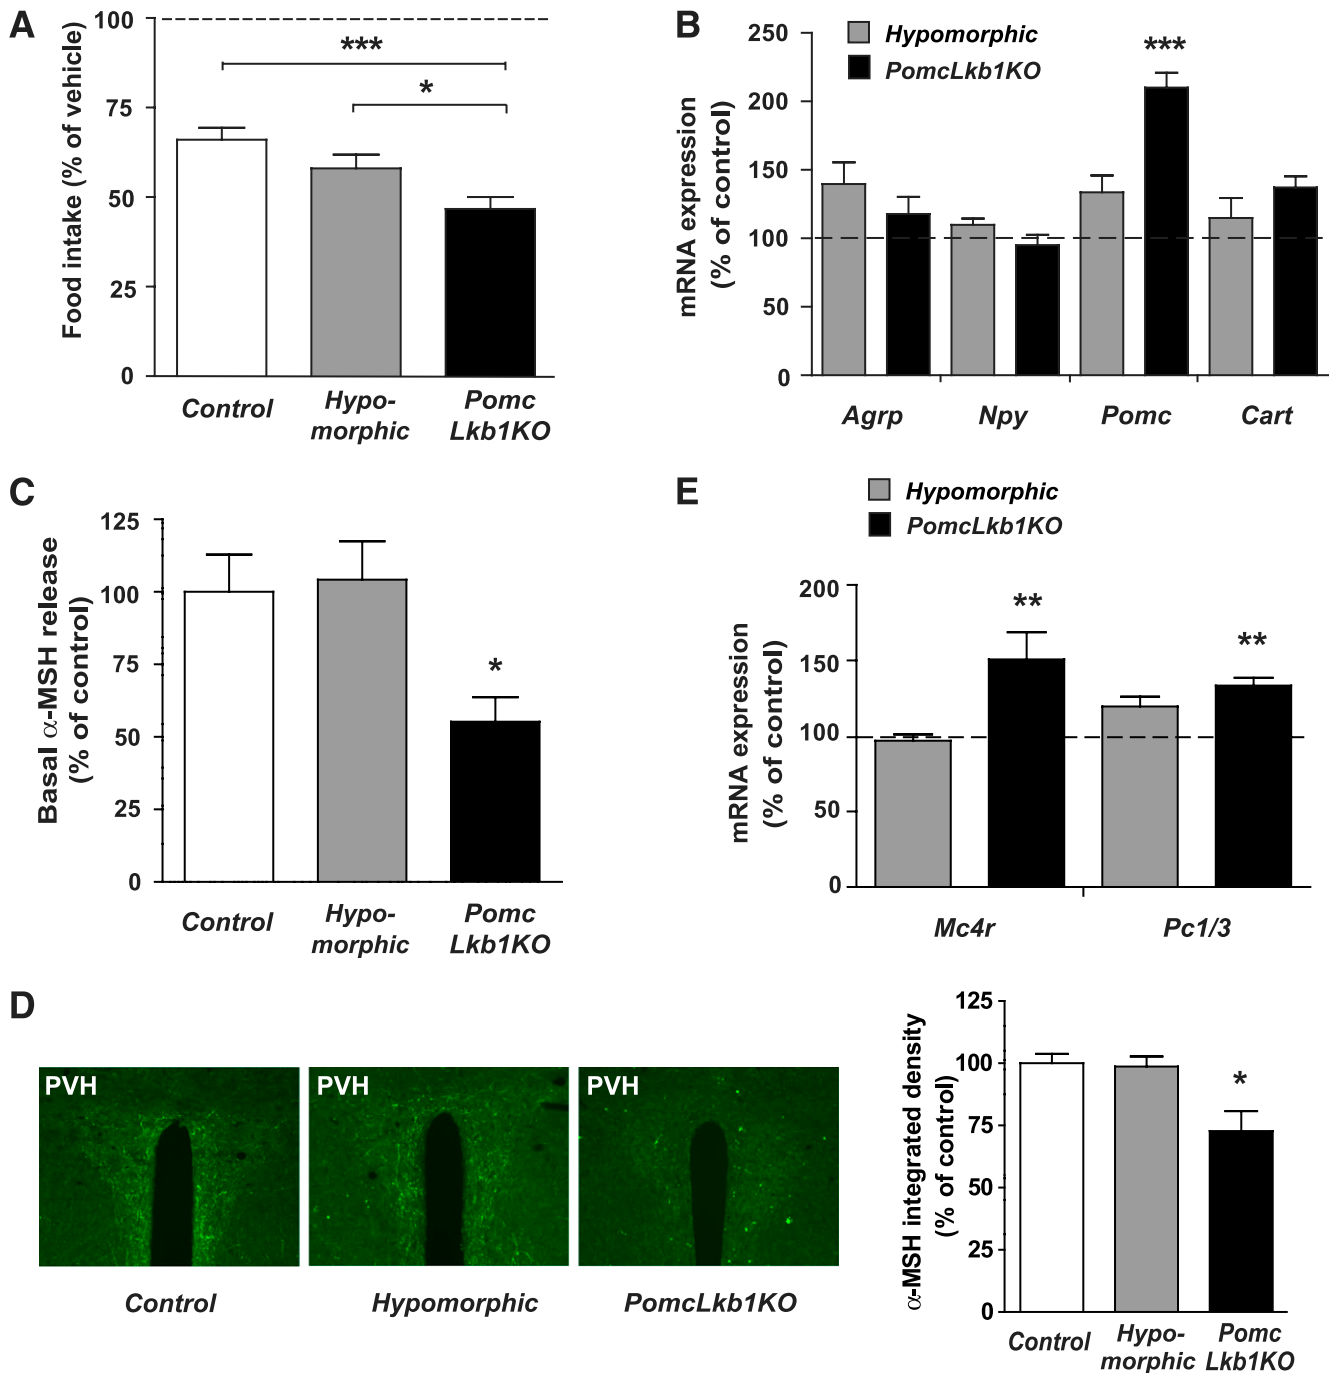 A
Food intake (% of vehicle)
100
75
50
25
0
***
*
Control
Hypo-
morphic
Pomc
Lkb1KO
B
mRNA expression
(% of control)
250
200
150
100
50
0
Hypomorphic
PomcLkb1KO
***
Agrp
Npy
Pomc
Cart
C
Basal α-MSH release
(% of control)
125
100
75
50
25
0
*
Control
Hypo-
morphic
Pomc
Lkb1KO
E
Hypomorphic
PomcLkb1KO
mRNA expression
(% of control)
200
150
100
50
0
**
**
Mc4r
Pc1/3
D
PVH
PVH
PVH
Control
Hypomorphic
PomcLkb1KO
α-MSH integrated density
(% of control)
125
100
75
50
25
0
*
Control
Hypo-
morphic
Pomc
Lkb1KO